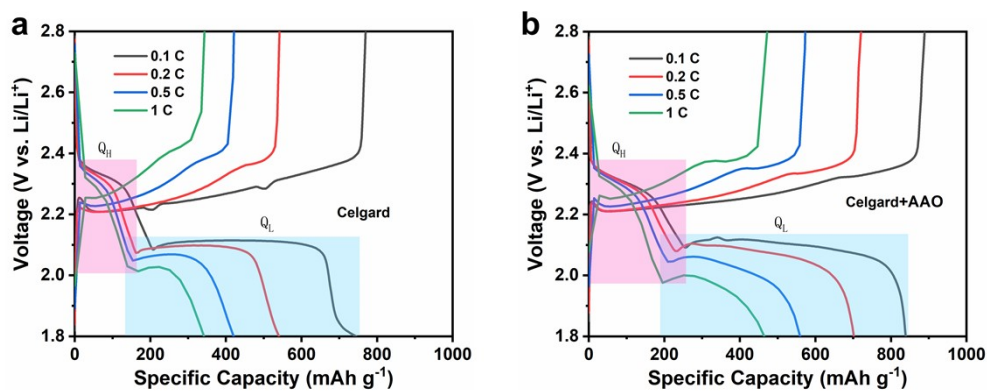 a
Voltage (V vs. Li/Li+)
2.8
2.6
2.4
2.2
2.0
1.8
0.1 C
0.2 C
0.5 C
1 C
QH
Celgard
QL
0 200 400 600 800 1000
Specific Capacity (mAh g-1)
b
Voltage (V vs. Li/Li+)
2.8
2.6
2.4
2.2
2.0
1.8
0.1 C
0.2 C
0.5 C
1 C
QH
Celgard+AAO
QL
0 200 400 600 800 1000
Specific Capacity (mAh g-1)